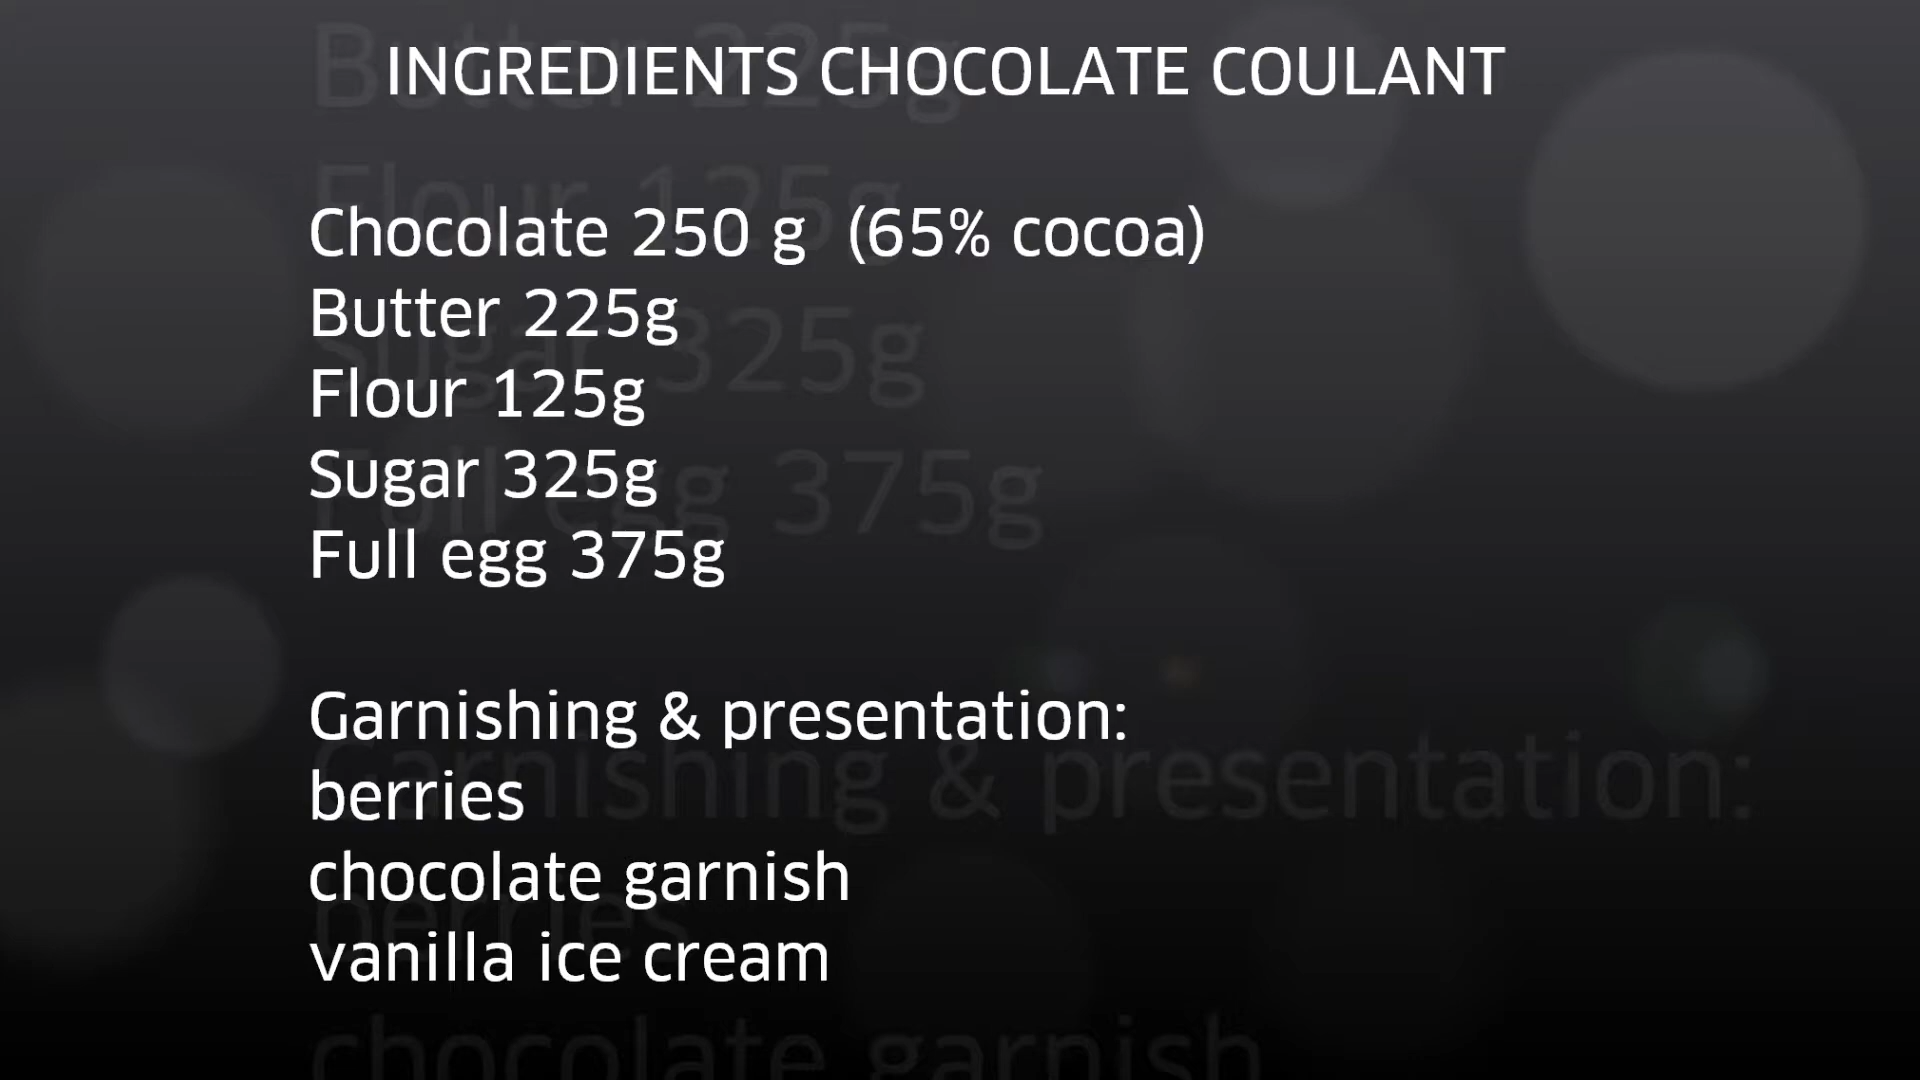 INGREDIENTS CHOCOLATE COULANT
Chocolate 250 g (65% cocoa)
Butter 225g
Flour 125g
Sugar 325g
Full egg 375g
Garnishing & presentation:
berries
chocolate garnish
vanilla ice cream